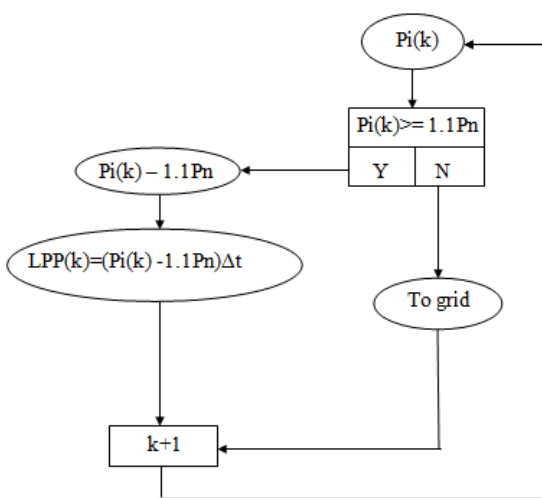 Pi(k)
Pi(k)>= 1.1Pn
Y N
Pi(k) – 1.1Pn
LPP(k)=(Pi(k) -1.1Pn)Δt
To grid
k+1